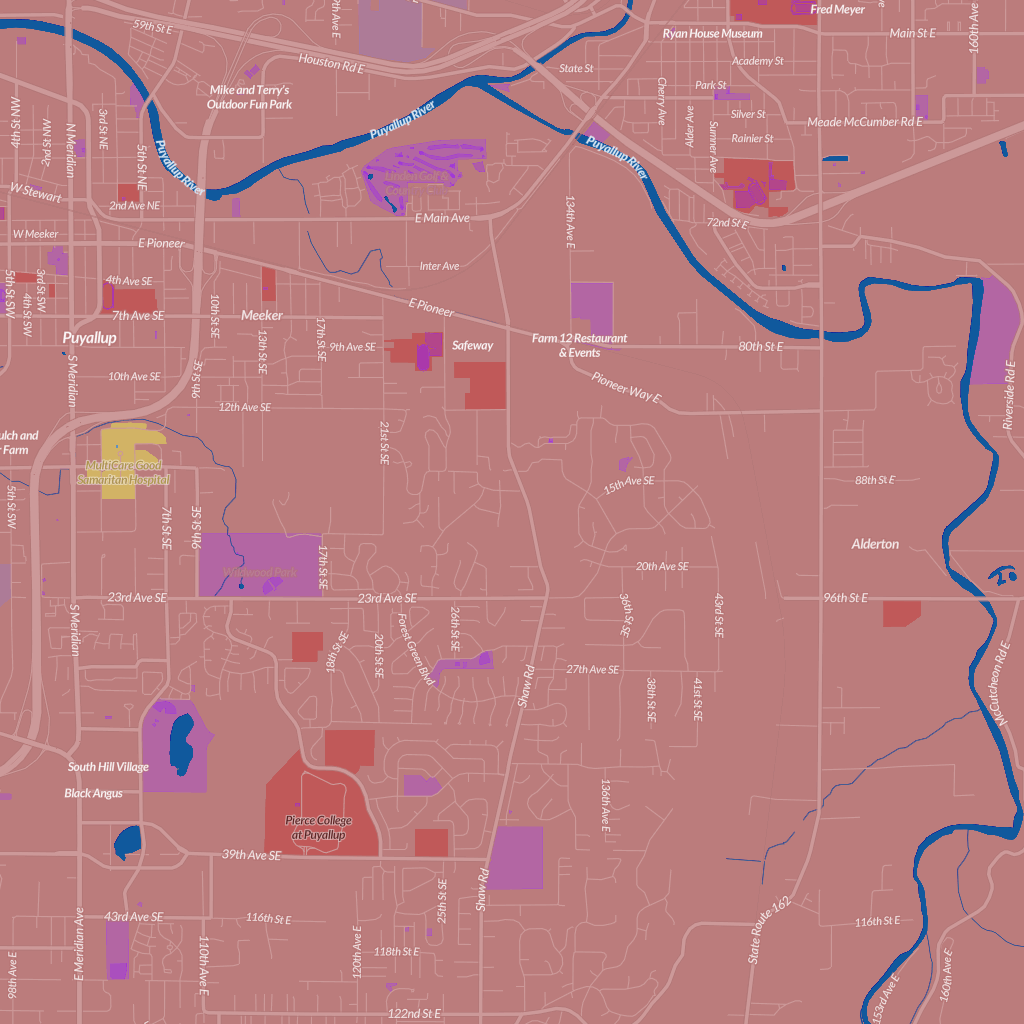 59th St E
Houston Rd E
Fred Meyer
Ryan House Museum
Main St E
160th Ave E
State St
Academy St
Park St
Mike and Terry's
Outdoor Fun Park
Cherry Ave
Alder Ave
Sumner Ave
Silver St
Rainier St
Meade McCumber Rd E
4th St NW
2nd St NW
N Meridian
3rd St NE
5th St NE
Puyallup River
Puyallup River
Puyallup River
W Stewart
2nd Ave NE
E Main Ave
134th Ave E
72nd St E
W Meeker
E Pioneer
Inter Ave
5th St SW
3rd St SW
4th St SW
4th Ave SE
7th Ave SE
10th St SE
Meeker
13th St SE
17th St SE
E Pioneer
Puyallup
9th Ave SE
Safeway
Farm 12 Restaurant
& Events
80th St E
S Meridian
10th Ave SE
12th Ave SE
Pioneer Way E
Riverside Rd E
21st St SE
MultiCare Good
Samaritan Hospital
5th St SW
7th St SE
15th Ave SE
88th St E
Alderton
Wildwood Park
17th St SE
20th Ave SE
23rd Ave SE
23rd Ave SE
96th St E
S Meridian
18th St SE
20th St SE
Forest Green Blvd
26th St SE
36th St SE
43rd St SE
27th Ave SE
Shaw Rd
38th St SE
41st St SE
McCutcheon Rd E
South Hill Village
Black Angus
Pierce College
at Puyallup
136th Ave E
39th Ave SE
25th St SE
Shaw Rd
43rd Ave SE
116th St E
116th St E
State Route 162
E Meridian Ave
98th Ave E
110th Ave E
120th Ave E
118th St E
153rd Ave E
160th Ave E
122nd St E